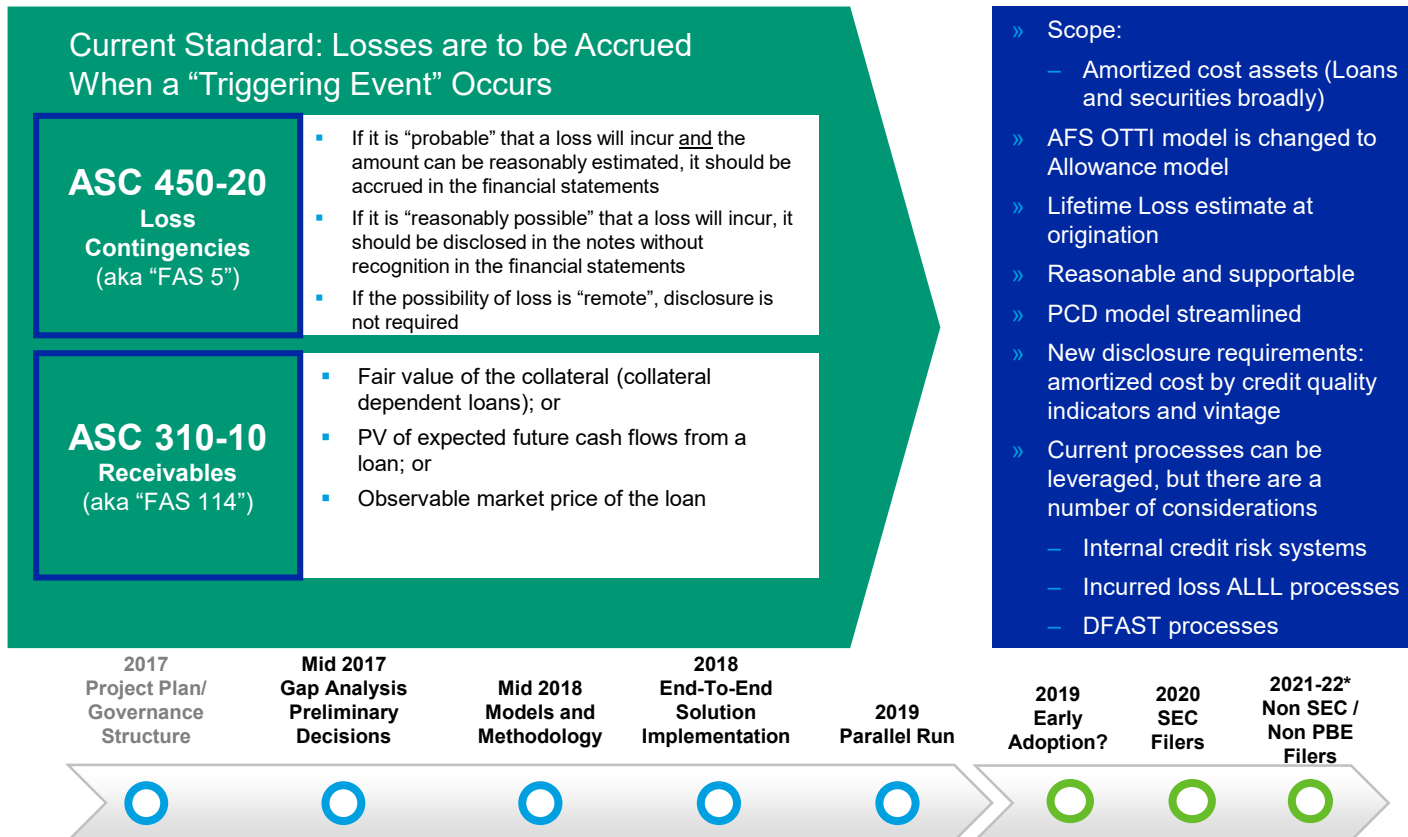 Current Standard: Losses are to be Accrued
When a “Triggering Event” Occurs
ASC 450-20
Loss
Contingencies
(aka “FAS 5”)
▪ If it is “probable” that a loss will incur and the
amount can be reasonably estimated, it should be
accrued in the financial statements
▪ If it is “reasonably possible” that a loss will incur, it
should be disclosed in the notes without
recognition in the financial statements
▪ If the possibility of loss is “remote”, disclosure is
not required
ASC 310-10
Receivables
(aka “FAS 114”)
▪ Fair value of the collateral (collateral
dependent loans); or
▪ PV of expected future cash flows from a
loan; or
▪ Observable market price of the loan
» Scope:
– Amortized cost assets (Loans
and securities broadly)
» AFS OTTI model is changed to
Allowance model
» Lifetime Loss estimate at
origination
» Reasonable and supportable
» PCD model streamlined
» New disclosure requirements:
amortized cost by credit quality
indicators and vintage
» Current processes can be
leveraged, but there are a
number of considerations
– Internal credit risk systems
– Incurred loss ALLL processes
– DFAST processes
2017
Project Plan/
Governance
Structure
Mid 2017
Gap Analysis
Preliminary
Decisions
Mid 2018
Models and
Methodology
2018
End-To-End
Solution
Implementation
2019
Parallel Run
2019
Early
Adoption?
2020
SEC
Filers
2021-22*
Non SEC /
Non PBE
Filers